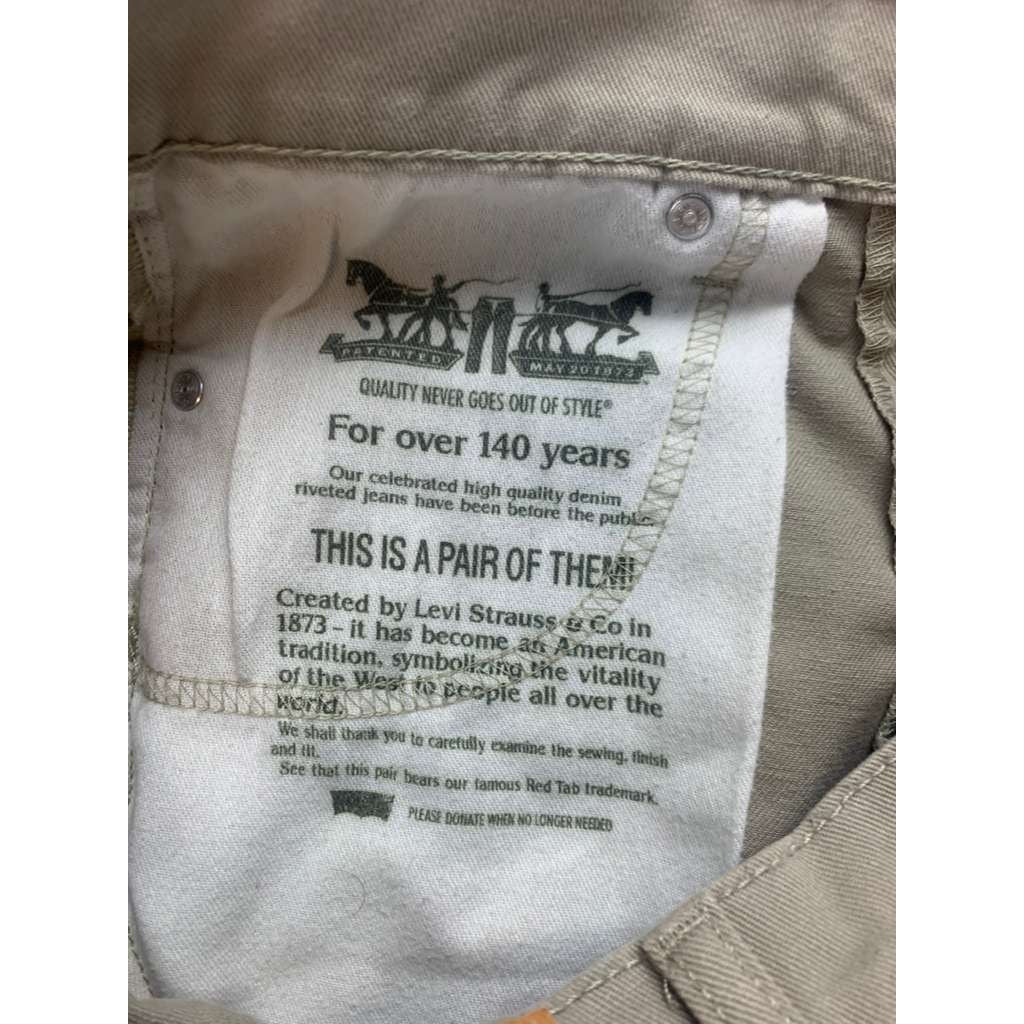 PATENTED MAY 20 1873
QUALITY NEVER GOES OUT OF STYLE®
For over 140 years
Our celebrated high quality denim
riveted jeans have been before the public.
THIS IS A PAIR OF THEM!
Created by Levi Strauss & Co in
1873 – it has become an American
tradition, symbolizing the vitality
of the West to people all over the
world.
We shall thank you to carefully examine the sewing, finish
and fit.
See that this pair bears our famous Red Tab trademark.
PLEASE DONATE WHEN NO LONGER NEEDED